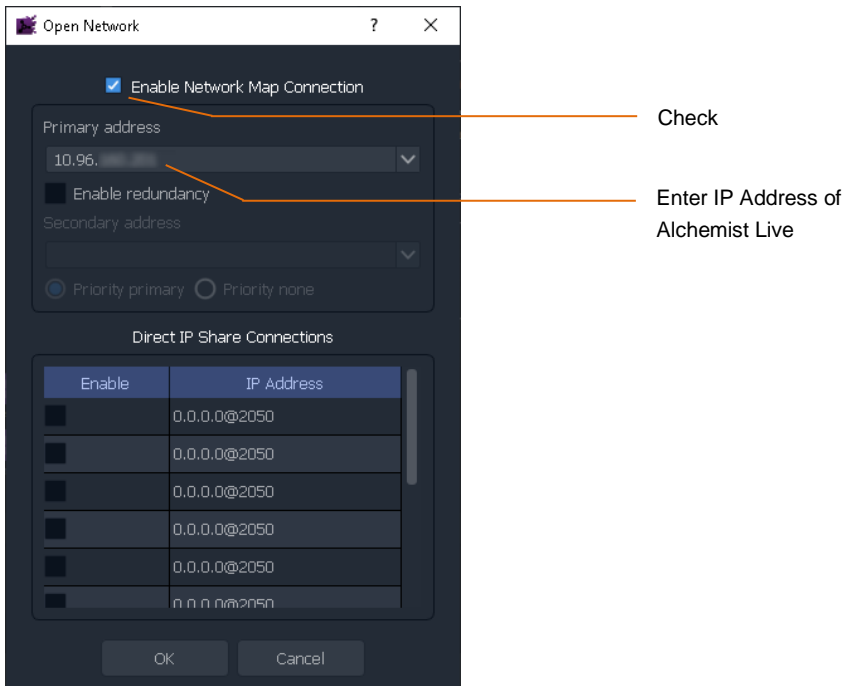 Open Network
?
Enable Network Map Connection
Check
Primary address
10.96.
Enable redundancy
Enter IP Address of
Alchemist Live
Secondary address
Priority primary
Priority none
Direct IP Share Connections
Enable
IP Address
0.0.0.0@2050
0.0.0.0@2050
0.0.0.0@2050
0.0.0.0@2050
0.0.0.0@2050
0.0.0.0@2050
OK
Cancel